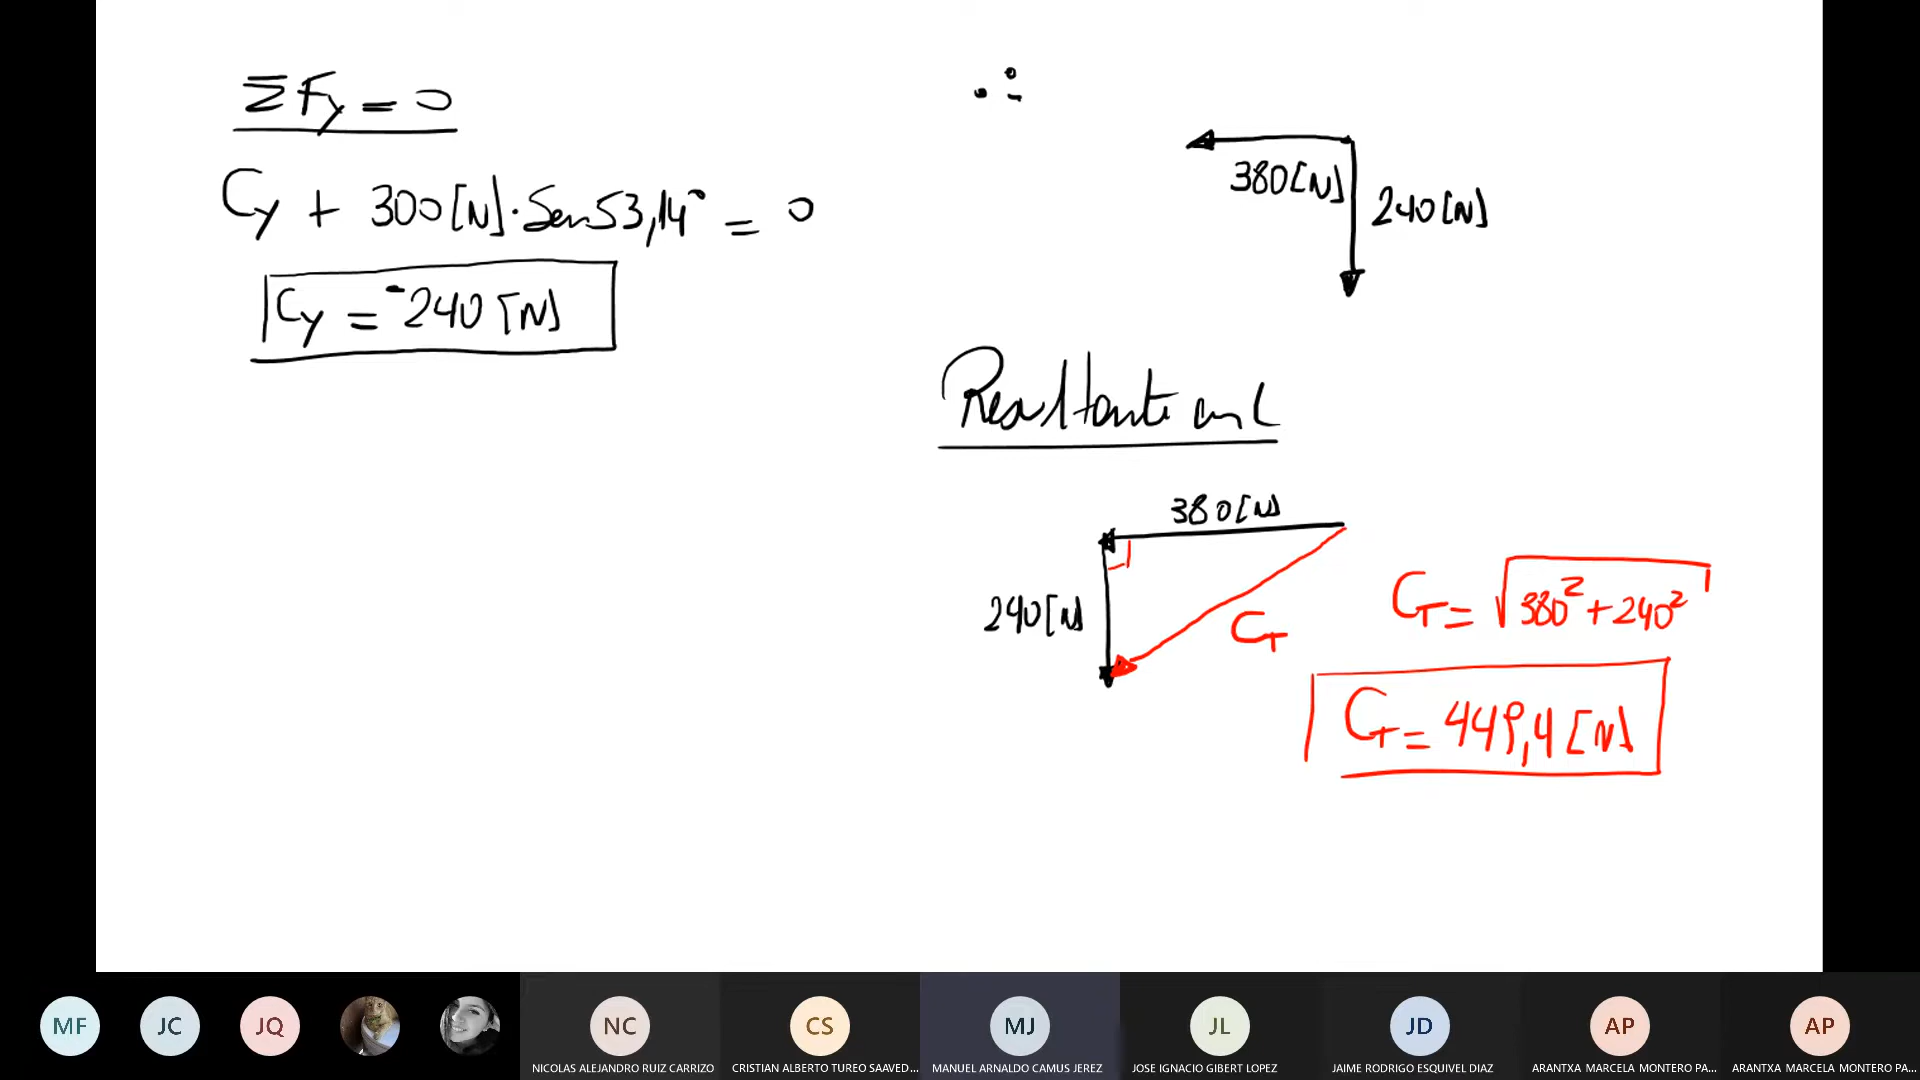 ΣFy = 0
Cy + 300[N]·Sen53,14° = 0
Cy = -240 [N]
∴
380[N]
240[N]
Resultante en C
380[N]
240[N]
CT
CT = √380² + 240²
CT = 449,4 [N]
MF
JC
JQ
NC
CS
MJ
JL
JD
AP
AP
NICOLAS ALEJANDRO RUIZ CARRIZO
CRISTIAN ALBERTO TUREO SAAVED...
MANUEL ARNALDO CAMUS JEREZ
JOSE IGNACIO GIBERT LOPEZ
JAIME RODRIGO ESQUIVEL DIAZ
ARANTXA MARCELA MONTERO PA...
ARANTXA MARCELA MONTERO PA...